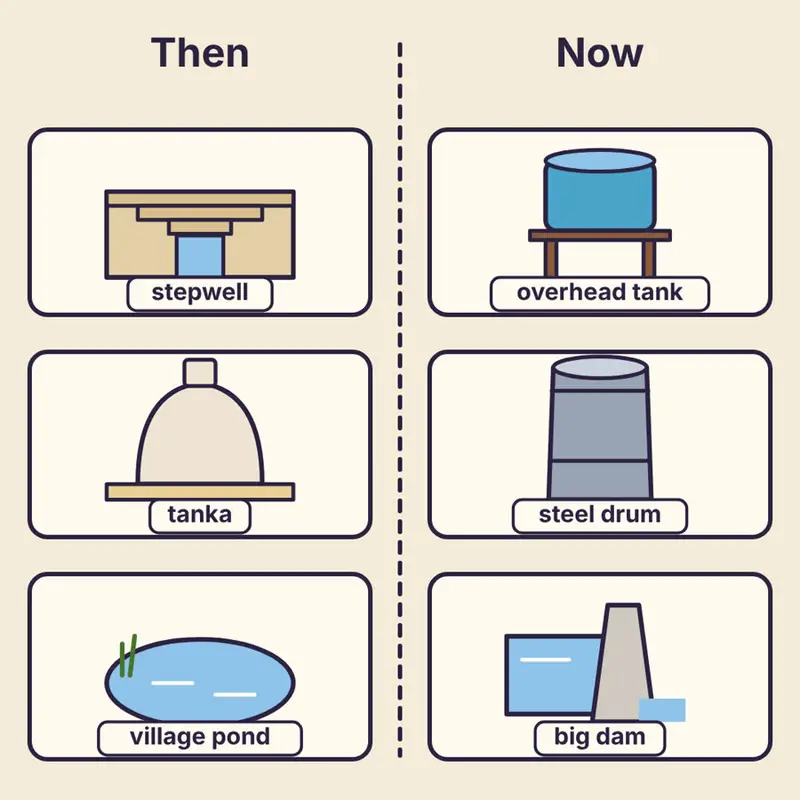 Then
Now
stepwell
overhead tank
tanka
steel drum
village pond
big dam